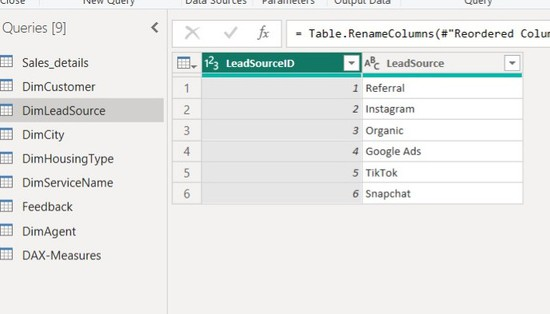 Close
New Query
Data Sources
Parameters
Output Data
Query
Queries [9]
= Table.RenameColumns(#"Reordered Colum
Sales_details
DimCustomer
DimLeadSource
DimCity
DimHousingType
DimServiceName
Feedback
DimAgent
DAX-Measures
123 LeadSourceID ABC LeadSource
1 1 Referral
2 2 Instagram
3 3 Organic
4 4 Google Ads
5 5 TikTok
6 6 Snapchat